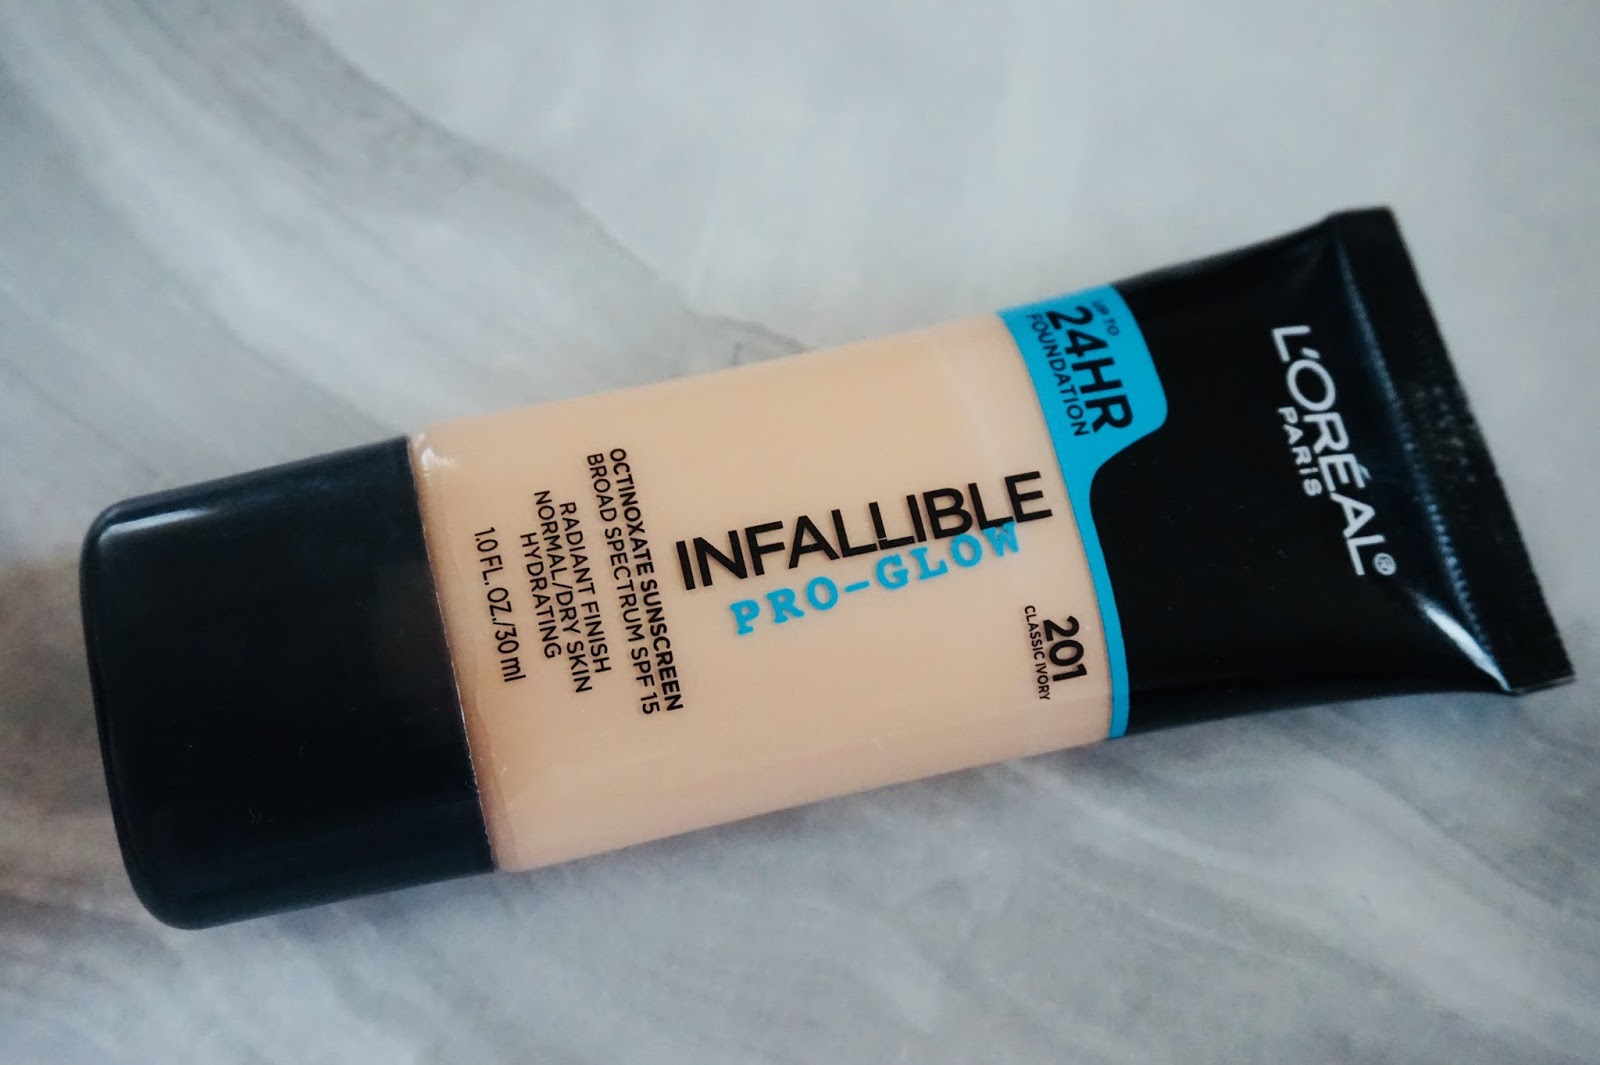 L'ORÉAL®
PARIS
UP TO
24HR
FOUNDATION
201
CLASSIC IVORY
INFALLIBLE
PRO-GLOW
OCTINOXATE SUNSCREEN
BROAD SPECTRUM SPF 15
RADIANT FINISH
NORMAL/DRY SKIN
HYDRATING
1.0 FL. OZ./30 ml